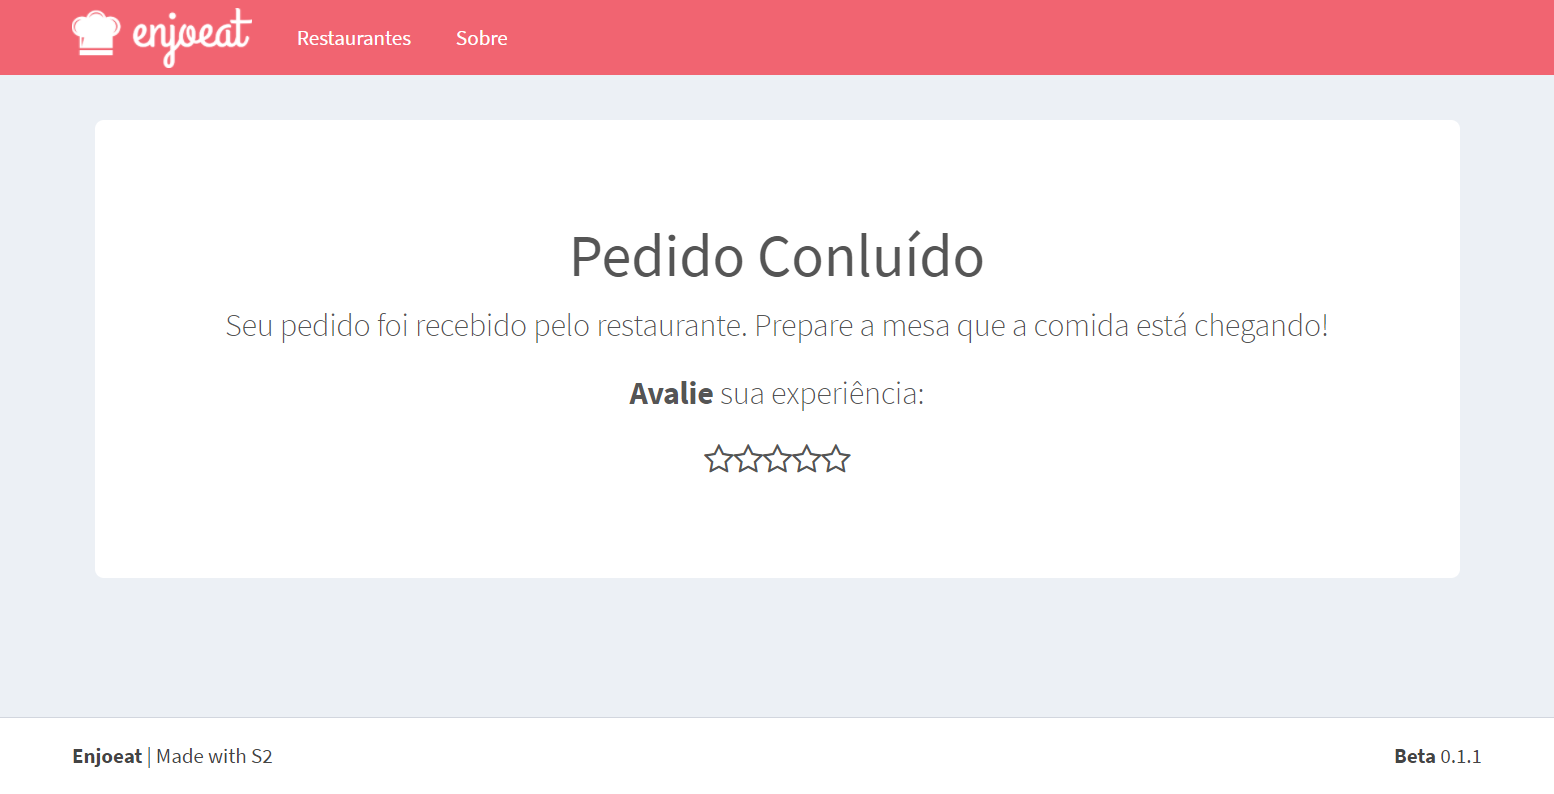 enjoeat Restaurantes Sobre
Pedido Conluído
Seu pedido foi recebido pelo restaurante. Prepare a mesa que a comida está chegando!
Avalie sua experiência:
Enjoeat | Made with S2 Beta 0.1.1